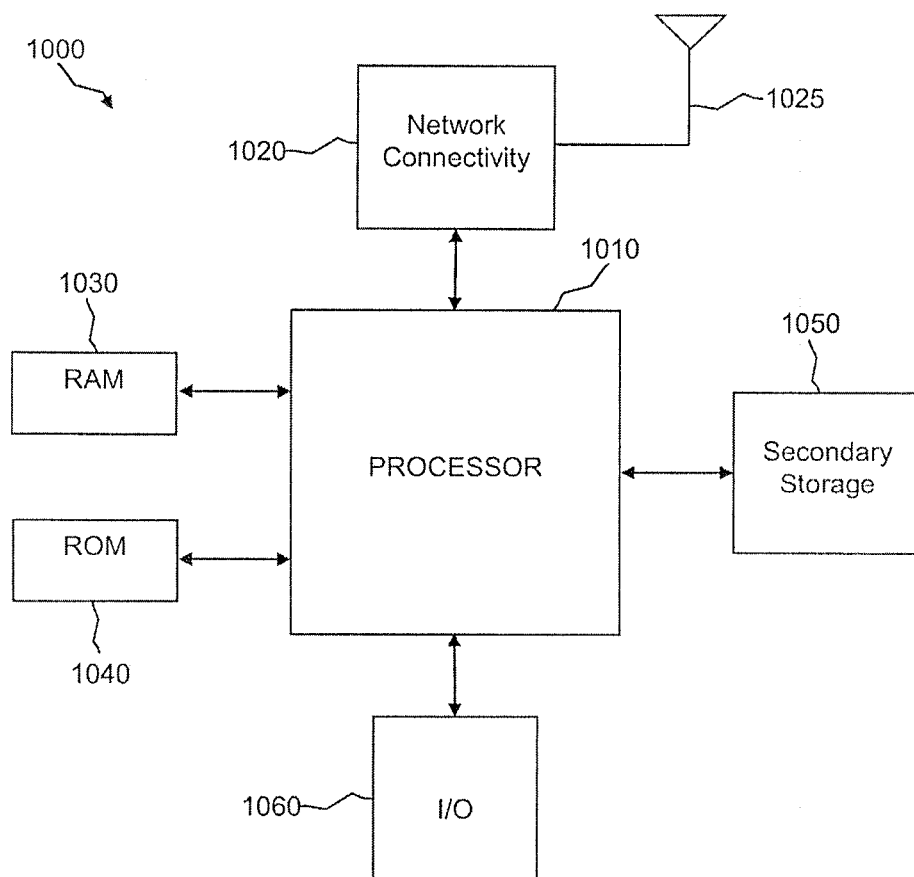 1000
1025
Network
Connectivity
1020
1010
1030
1050
RAM
PROCESSOR
Secondary
Storage
ROM
1040
1060
I/O